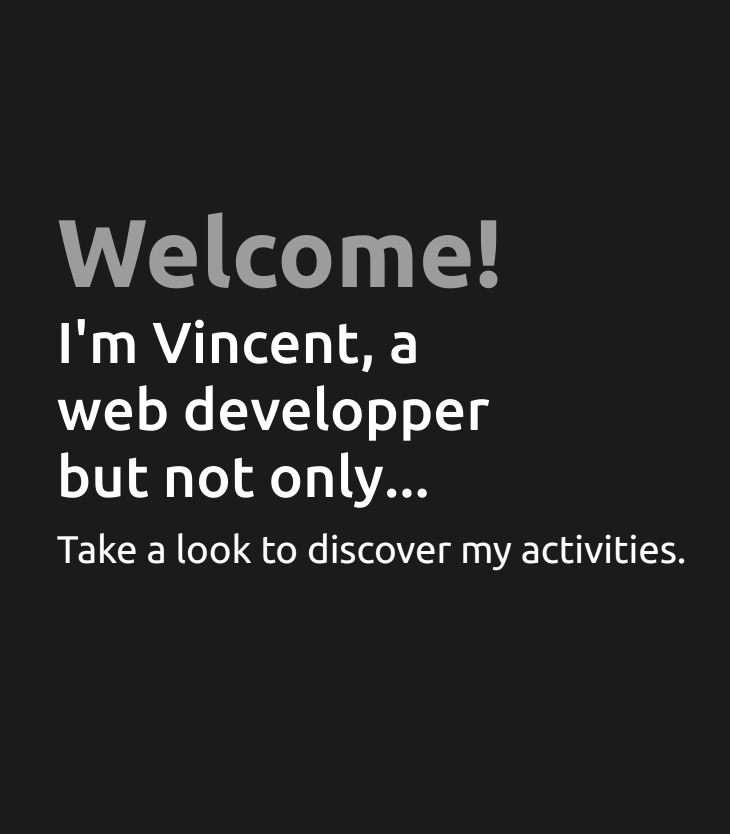 Welcome!
I'm Vincent, a
web developper
but not only...
Take a look to discover my activities.